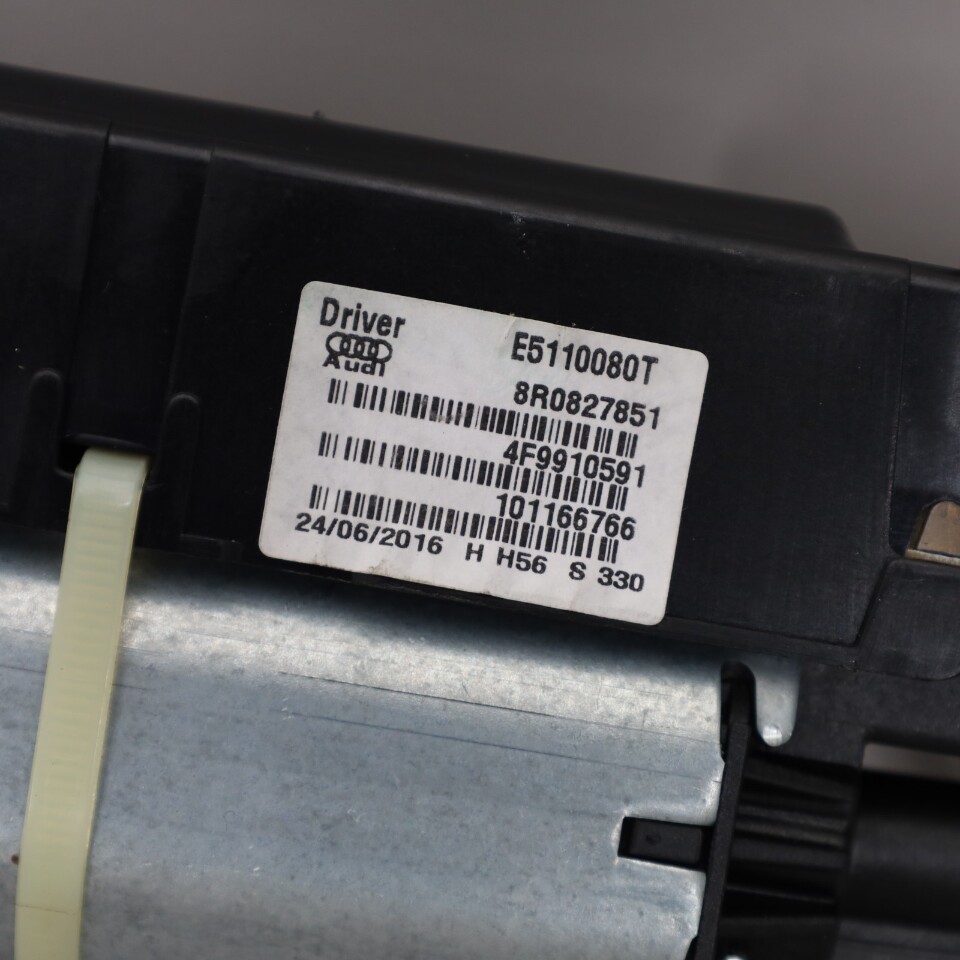 Driver
Audi
E5110080T
8R0827851
4F9910591
101166766
24/06/2016 H H56 S 330